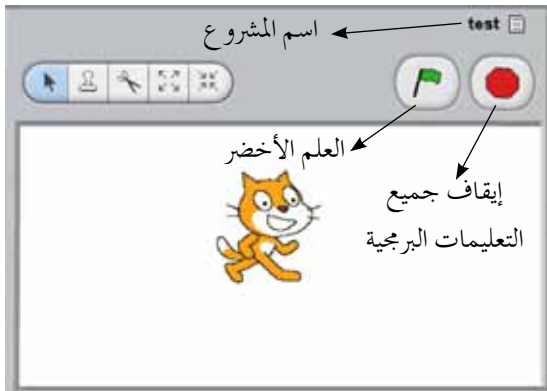 test
اسم المشروع
العلم الأخضر
إيقاف جميع
التعليمات البرمجية